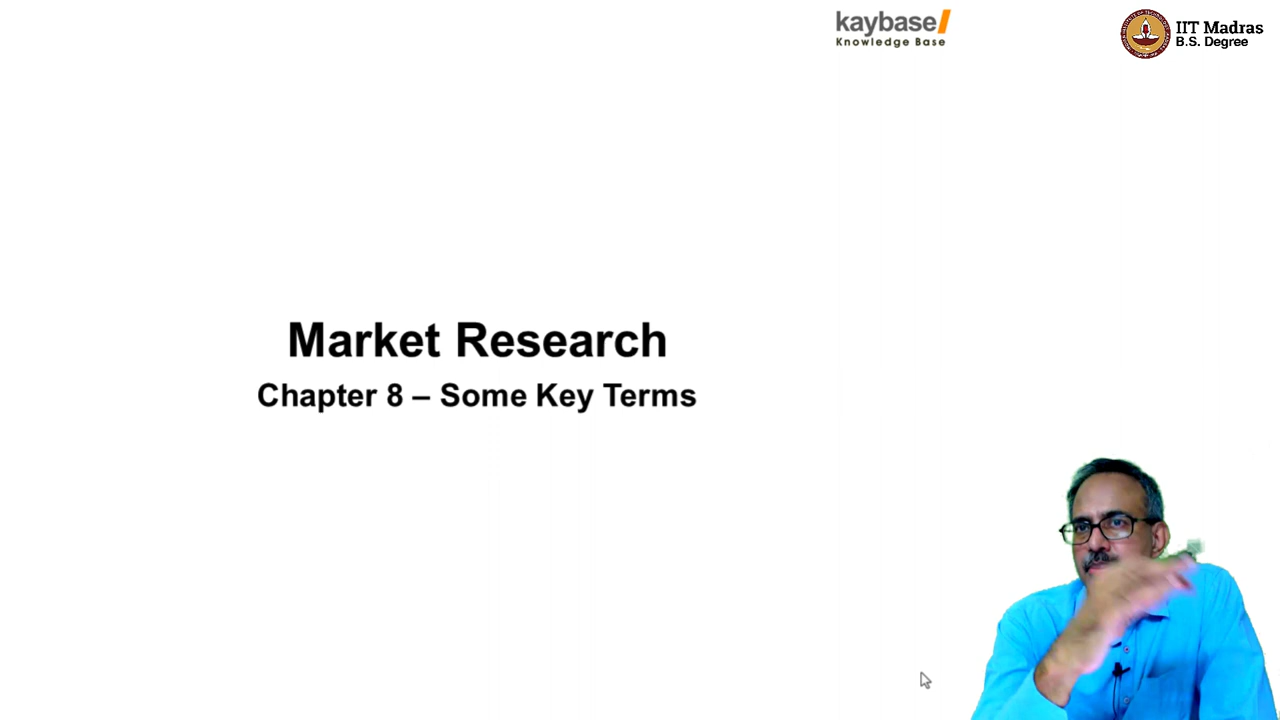 kaybase
Knowledge Base
IIT Madras
B.S. Degree
Market Research
Chapter 8 – Some Key Terms